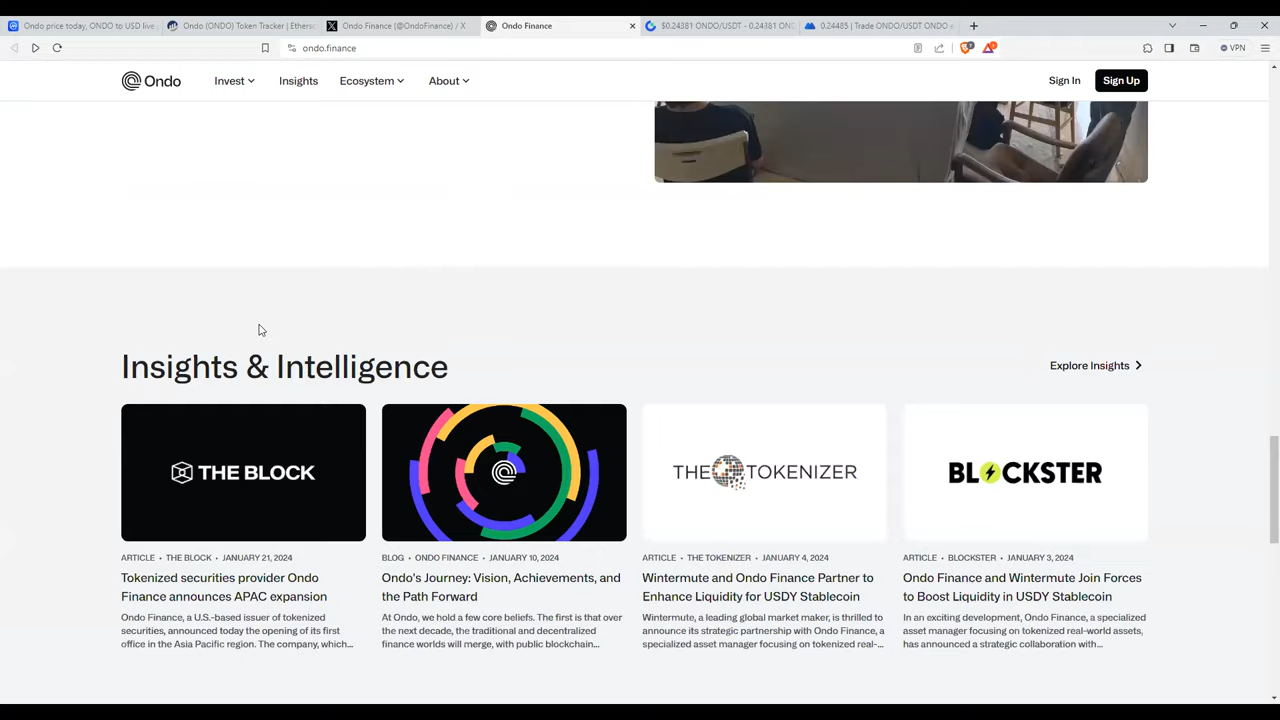 Ondo price today, ONDO to USD live
Ondo (ONDO) Token Tracker | Ethersc
Ondo Finance (@OndoFinance) / X
Ondo Finance
$0.24381 ONDO/USDT - 0.24381 ON
0.24485 | Trade ONDO/USDT ONDO
ondo.finance
VPN
Ondo
Invest
Insights
Ecosystem
About
Sign In
Sign Up
Insights & Intelligence
Explore Insights
THE BLOCK
THE TOKENIZER
BLOCKSTER
ARTICLE • THE BLOCK • JANUARY 21, 2024
Tokenized securities provider Ondo
Finance announces APAC expansion
Ondo Finance, a U.S.-based issuer of tokenized
securities, announced today the opening of its first
office in the Asia Pacific region. The company, which...
BLOG • ONDO FINANCE • JANUARY 10, 2024
Ondo's Journey: Vision, Achievements, and
the Path Forward
At Ondo, we hold a few core beliefs. The first is that over
the next decade, the traditional and decentralized
finance worlds will merge, with public blockchain...
ARTICLE • THE TOKENIZER • JANUARY 4, 2024
Wintermute and Ondo Finance Partner to
Enhance Liquidity for USDY Stablecoin
Wintermute, a leading global market maker, is thrilled to
announce its strategic partnership with Ondo Finance, a
specialized asset manager focusing on tokenized real-...
ARTICLE • BLOCKSTER • JANUARY 3, 2024
Ondo Finance and Wintermute Join Forces
to Boost Liquidity in USDY Stablecoin
In an exciting development, Ondo Finance, a specialized
asset manager focusing on tokenized real-world assets,
has announced a strategic collaboration with...